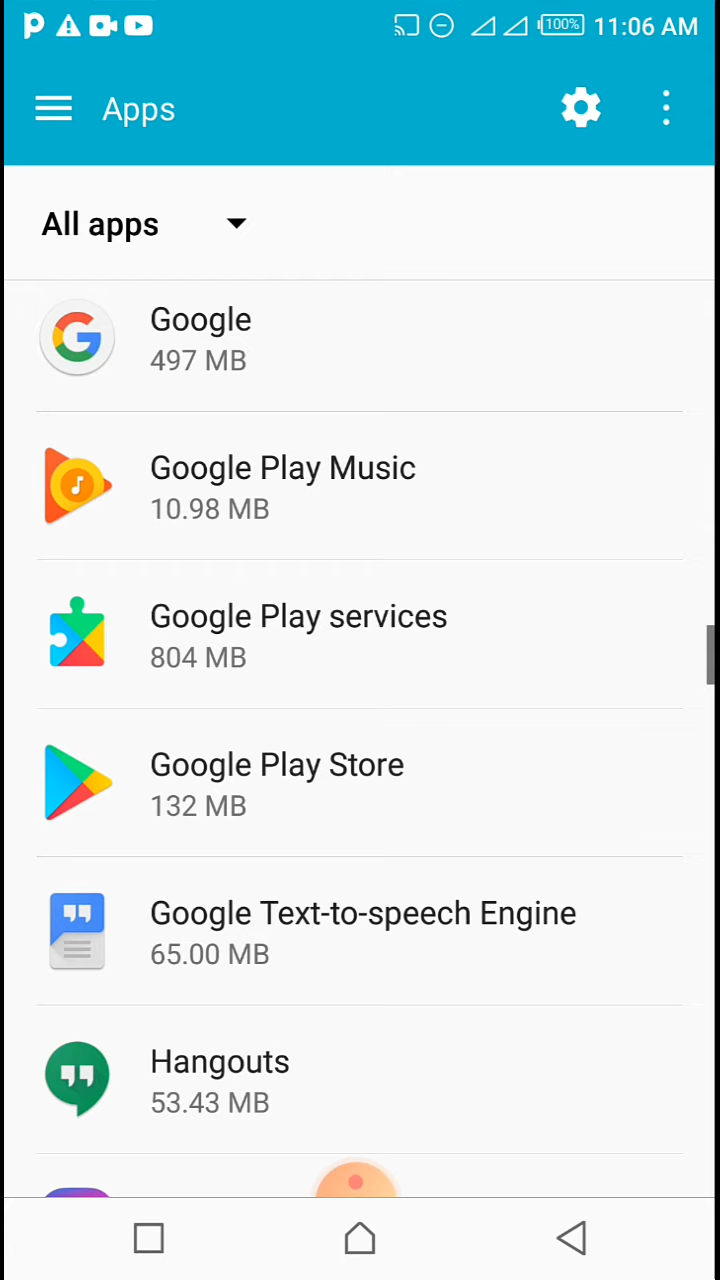 100% 11:06 AM
Apps
All apps
Google
497 MB
Google Play Music
10.98 MB
Google Play services
804 MB
Google Play Store
132 MB
Google Text-to-speech Engine
65.00 MB
Hangouts
53.43 MB